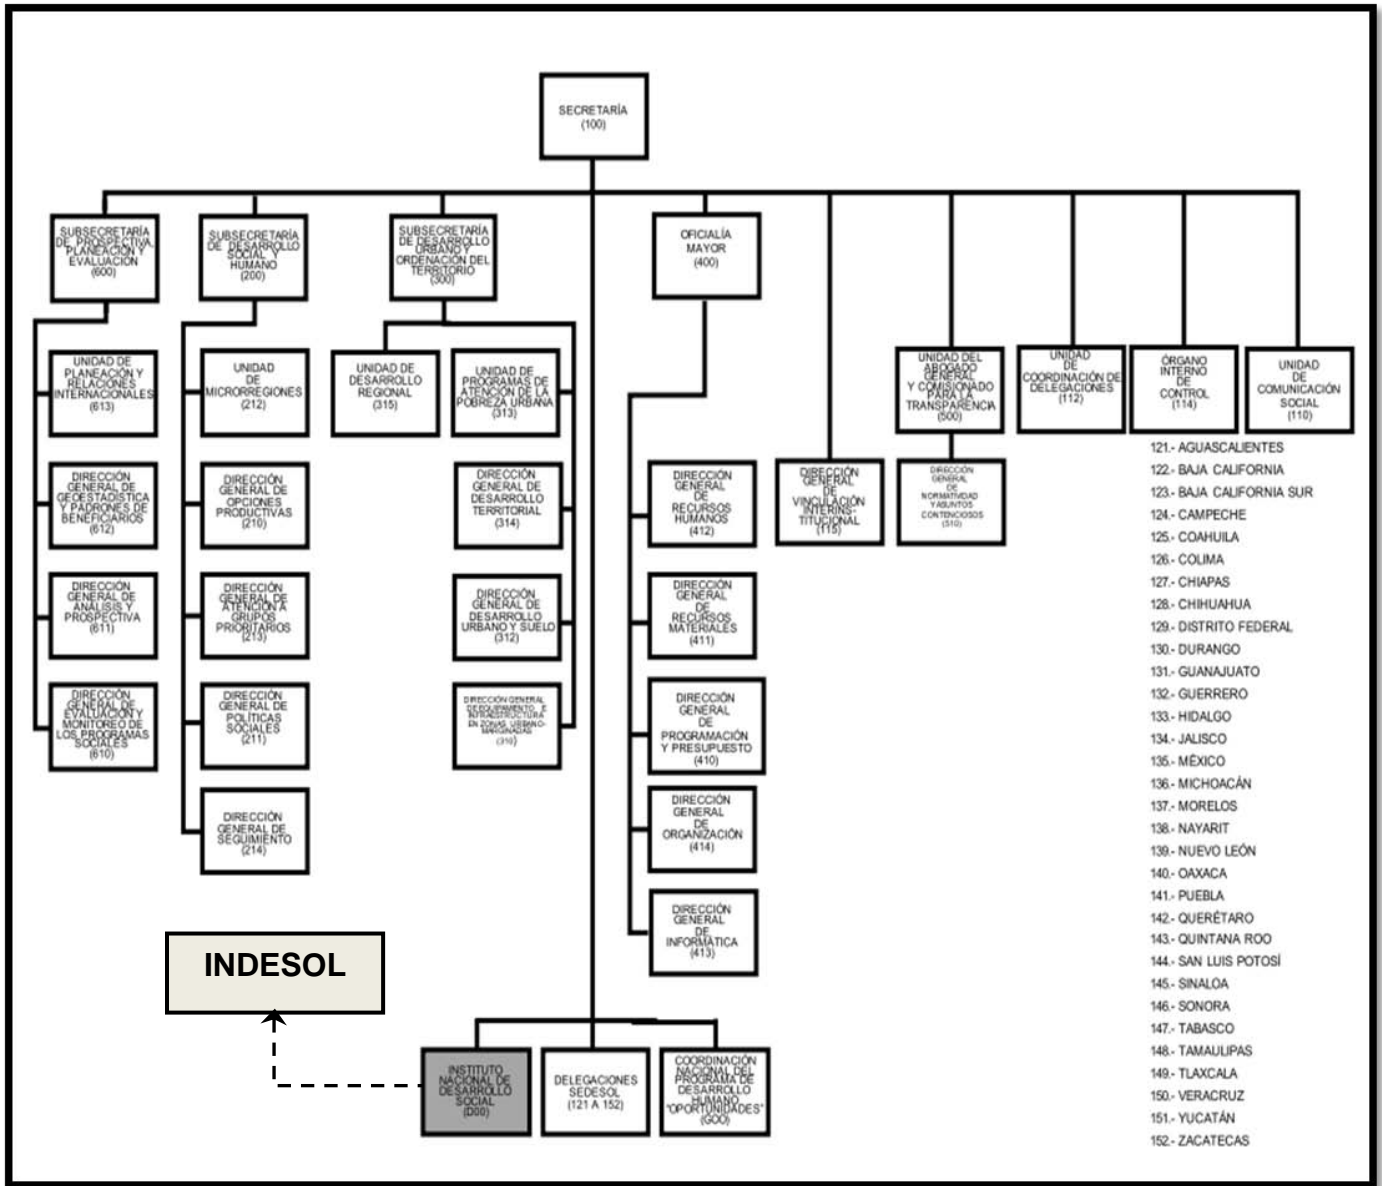 SECRETARÍA
(100)
SUBSECRETARÍA
DE PROSPECTIVA,
PLANEACIÓN Y
EVALUACIÓN
(600)
SUBSECRETARÍA
DE DESARROLLO
SOCIAL Y
HUMANO
(200)
SUBSECRETARÍA
DE DESARROLLO
URBANO Y
ORDENACIÓN DEL
TERRITORIO
(300)
OFICIALÍA
MAYOR
(400)
UNIDAD DE
PLANEACIÓN Y
RELACIONES
INTERNACIONALES
(613)
UNIDAD
DE
MICRORREGIONES
(212)
UNIDAD DE
DESARROLLO
REGIONAL
(315)
UNIDAD DE
PROGRAMAS DE
ATENCIÓN DE LA
POBREZA URBANA
(313)
UNIDAD DEL
ABOGADO
GENERAL
Y COMISIONADO
PARA LA
TRANSPARENCIA
(500)
UNIDAD
DE
COORDINACIÓN DE
DELEGACIONES
(112)
ÓRGANO
INTERNO
DE
CONTROL
(114)
UNIDAD
DE
COMUNICACIÓN
SOCIAL
(110)
DIRECCIÓN
GENERAL DE
GEOESTADÍSTICA
Y PADRONES DE
BENEFICIARIOS
(612)
DIRECCIÓN
GENERAL DE
OPCIONES
PRODUCTIVAS
(210)
DIRECCIÓN
GENERAL DE
DESARROLLO
TERRITORIAL
(314)
DIRECCIÓN
GENERAL
DE
RECURSOS
HUMANOS
(412)
DIRECCIÓN
GENERAL
DE
VINCULACIÓN
INTERINS-
TITUCIONAL
(115)
DIRECCIÓN
GENERAL
DE
NORMATIVIDAD
Y ASUNTOS
CONTENCIOSOS
(510)
DIRECCIÓN
GENERAL DE
ANÁLISIS Y
PROSPECTIVA
(611)
DIRECCIÓN
GENERAL DE
ATENCIÓN A
GRUPOS
PRIORITARIOS
(213)
DIRECCIÓN
GENERAL DE
DESARROLLO
URBANO Y SUELO
(312)
DIRECCIÓN
GENERAL
DE
RECURSOS
MATERIALES
(411)
DIRECCIÓN
GENERAL DE
EVALUACIÓN Y
MONITOREO DE
LOS PROGRAMAS
SOCIALES
(610)
DIRECCIÓN
GENERAL DE
POLÍTICAS
SOCIALES
(211)
DIRECCIÓN GENERAL
DE EQUIPAMIENTO E
INFRAESTRUCTURA
EN ZONAS URBANO-
MARGINADAS
(310)
DIRECCIÓN
GENERAL
DE
PROGRAMACIÓN
Y PRESUPUESTO
(410)
DIRECCIÓN
GENERAL DE
SEGUIMIENTO
(214)
DIRECCIÓN
GENERAL
DE
ORGANIZACIÓN
(414)
DIRECCIÓN
GENERAL
DE
INFORMÁTICA
(413)
INDESOL
INSTITUTO
NACIONAL DE
DESARROLLO
SOCIAL
(D00)
DELEGACIONES
SEDESOL
(121 A 152)
COORDINACIÓN
NACIONAL DEL
PROGRAMA DE
DESARROLLO
HUMANO
"OPORTUNIDADES"
(GOO)
121.- AGUASCALIENTES
122.- BAJA CALIFORNIA
123.- BAJA CALIFORNIA SUR
124.- CAMPECHE
125.- COAHUILA
126.- COLIMA
127.- CHIAPAS
128.- CHIHUAHUA
129.- DISTRITO FEDERAL
130.- DURANGO
131.- GUANAJUATO
132.- GUERRERO
133.- HIDALGO
134.- JALISCO
135.- MÉXICO
136.- MICHOACÁN
137.- MORELOS
138.- NAYARIT
139.- NUEVO LEÓN
140.- OAXACA
141.- PUEBLA
142.- QUERÉTARO
143.- QUINTANA ROO
144.- SAN LUIS POTOSÍ
145.- SINALOA
146.- SONORA
147.- TABASCO
148.- TAMAULIPAS
149.- TLAXCALA
150.- VERACRUZ
151.- YUCATÁN
152.- ZACATECAS